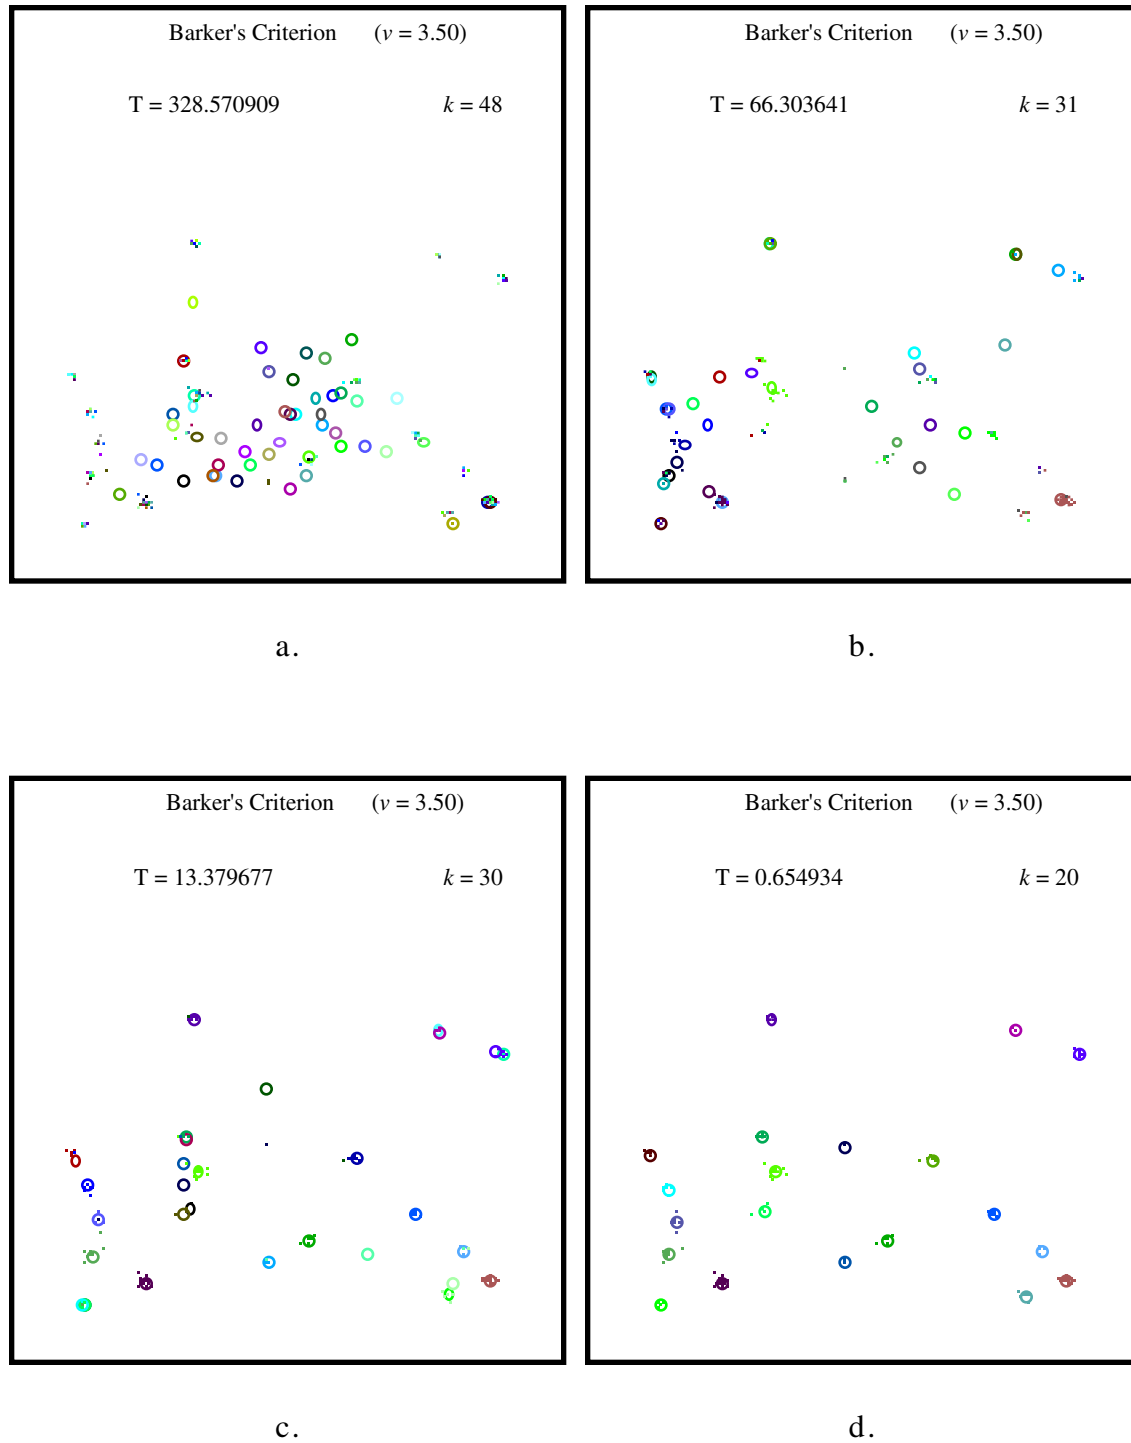 Barker's Criterion (v = 3.50)
T = 328.570909 k = 48
a.
Barker's Criterion (v = 3.50)
T = 66.303641 k = 31
b.
Barker's Criterion (v = 3.50)
T = 13.379677 k = 30
c.
Barker's Criterion (v = 3.50)
T = 0.654934 k = 20
d.